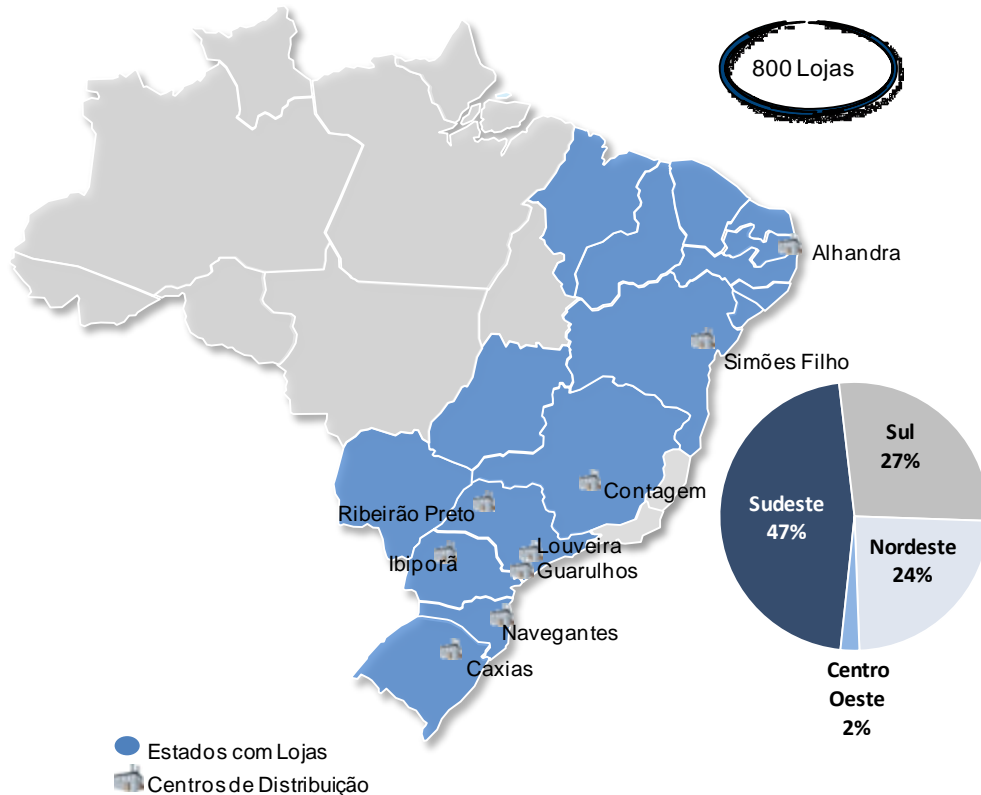 800 Lojas
Alhandra
Simões Filho
Sul
27%
Contagem
Sudeste
47%
Ribeirão Preto
Nordeste
24%
Louveira
Ibiporã
Guarulhos
Navegantes
Caxias
Centro
Oeste
2%
Estados com Lojas
Centros de Distribuição